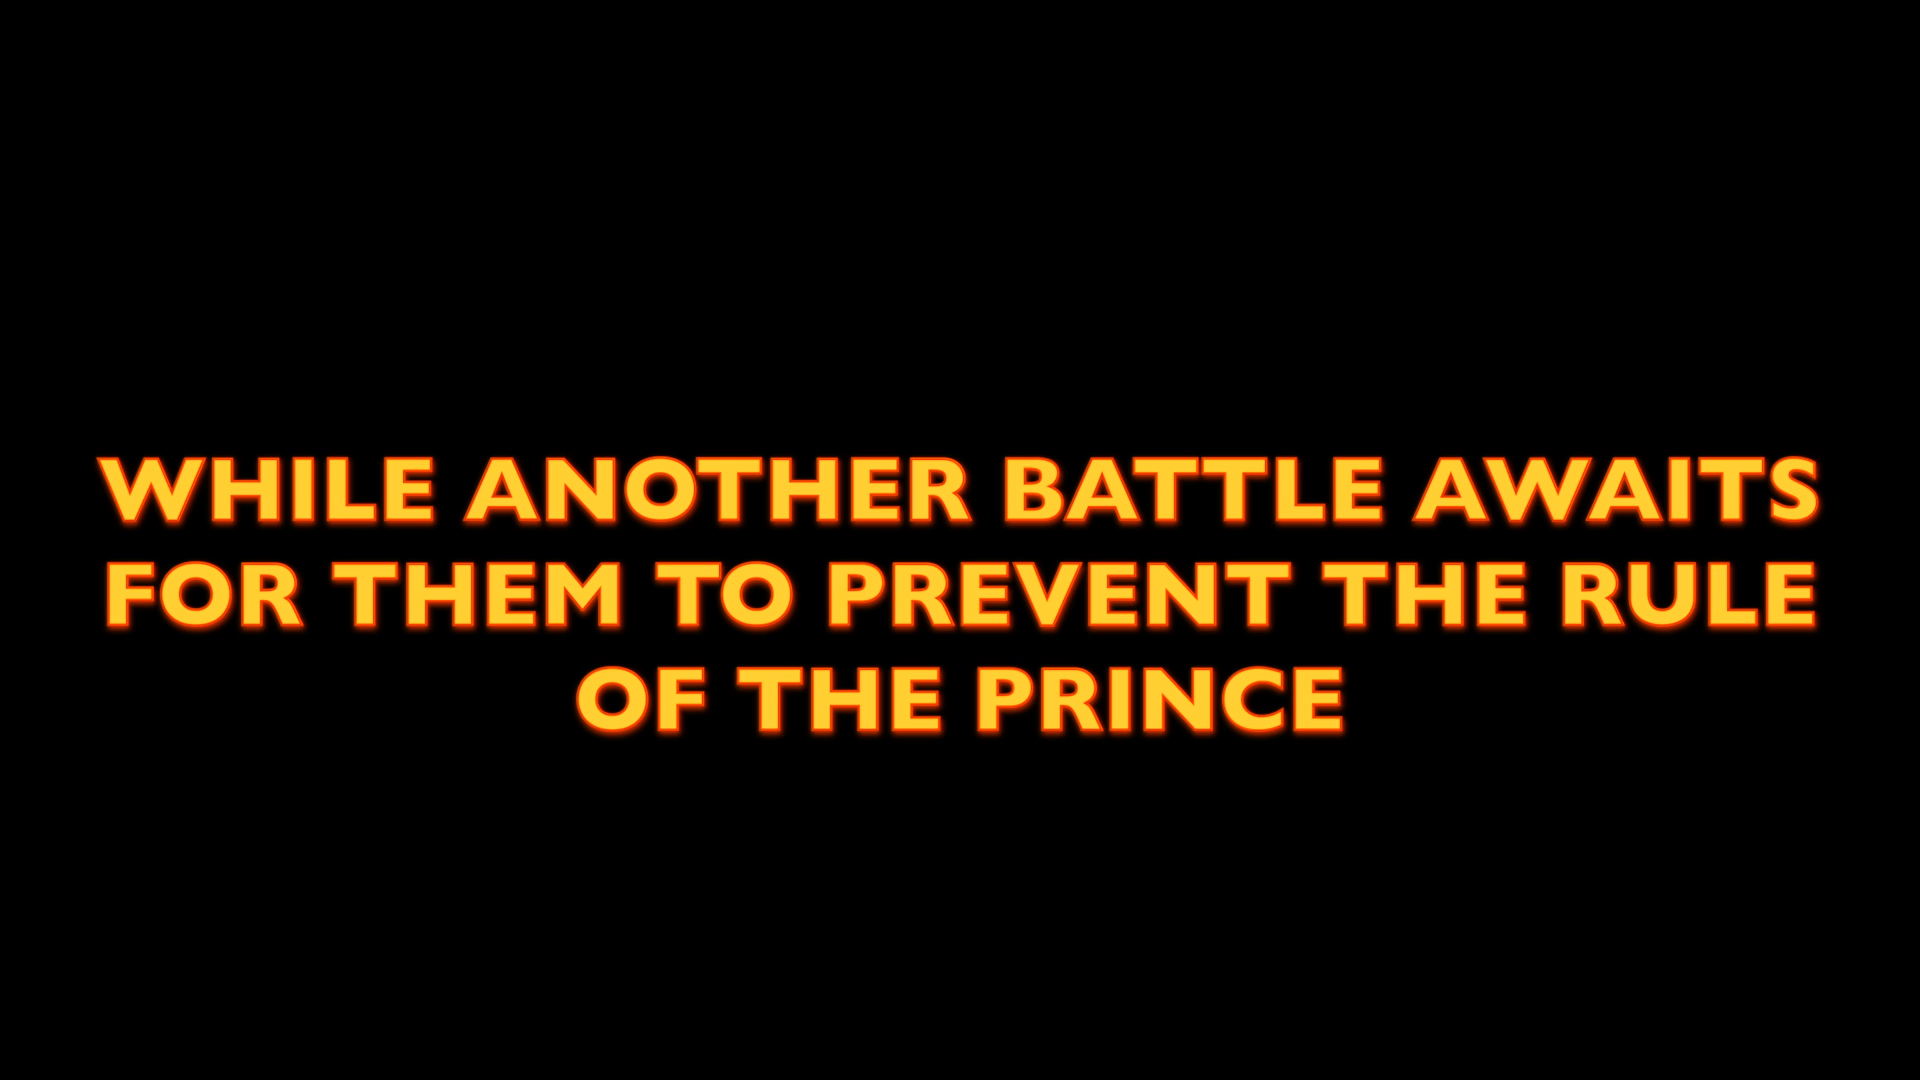 WHILE ANOTHER BATTLE AWAITS
FOR THEM TO PREVENT THE RULE
OF THE PRINCE